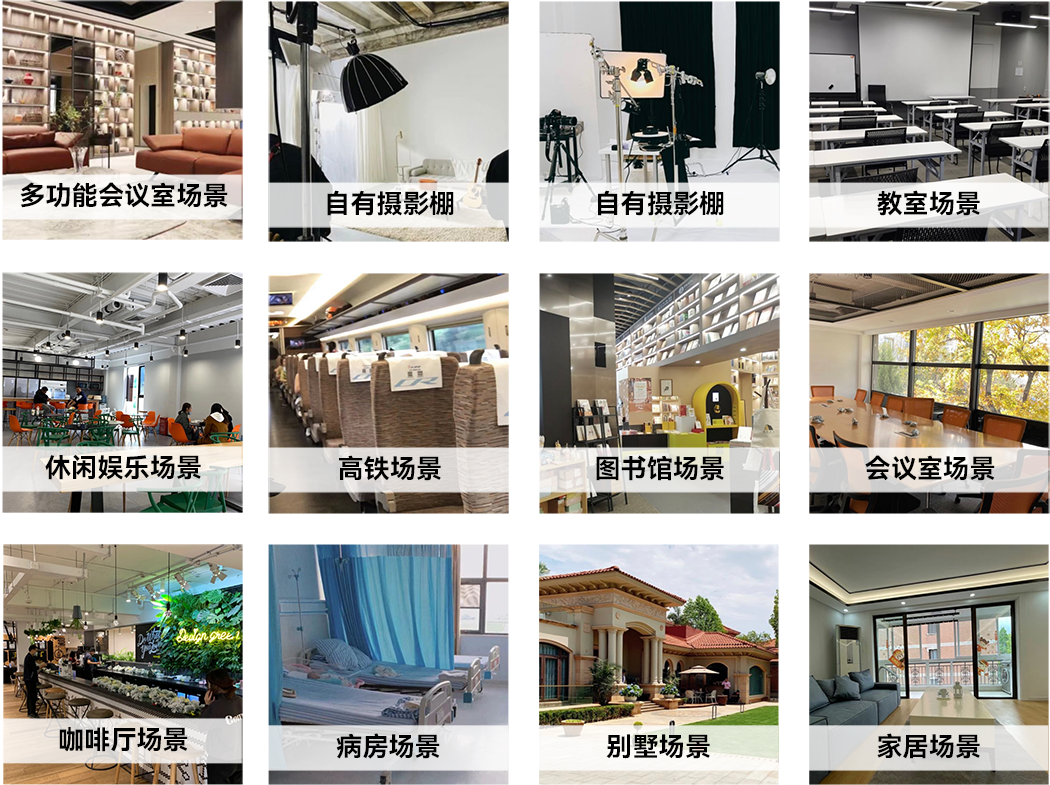 多功能会议室场景
自有摄影棚
自有摄影棚
教室场景
休闲娱乐场景
高铁场景
图书馆场景
会议室场景
Design gree
咖啡厅场景
病房场景
别墅场景
家居场景